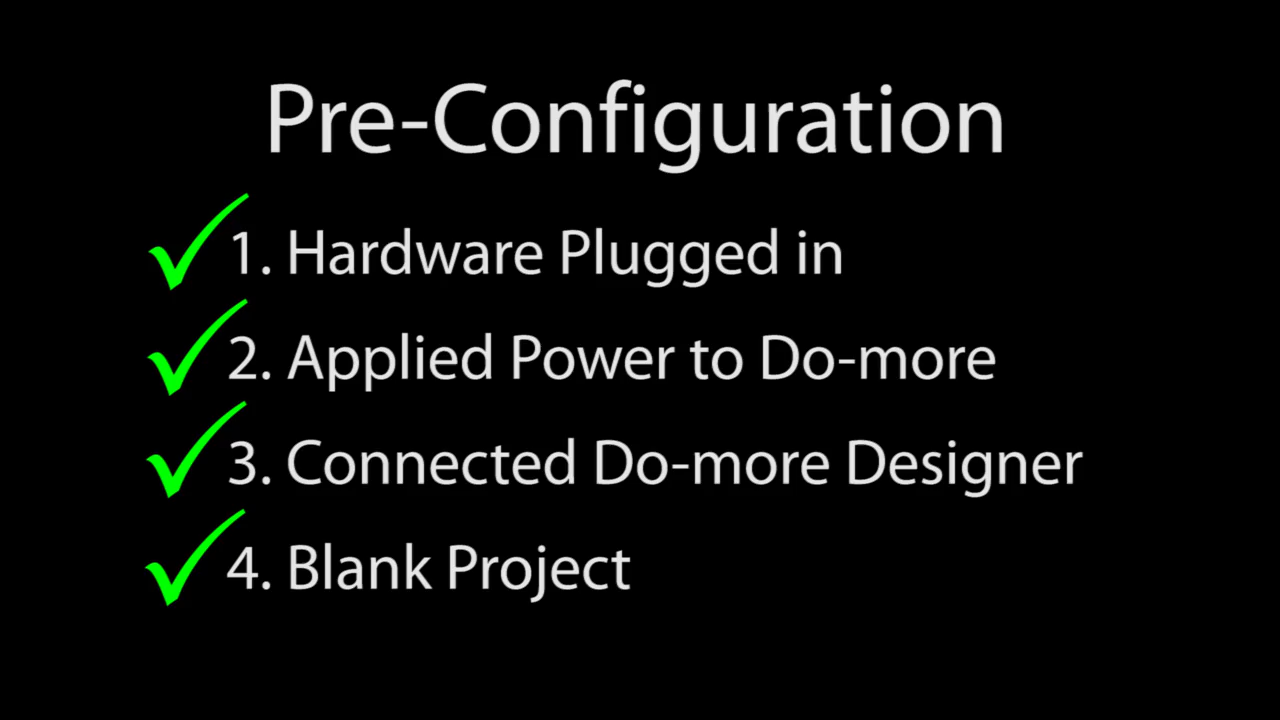 Pre-Configuration
1. Hardware Plugged in
2. Applied Power to Do-more
3. Connected Do-more Designer
4. Blank Project